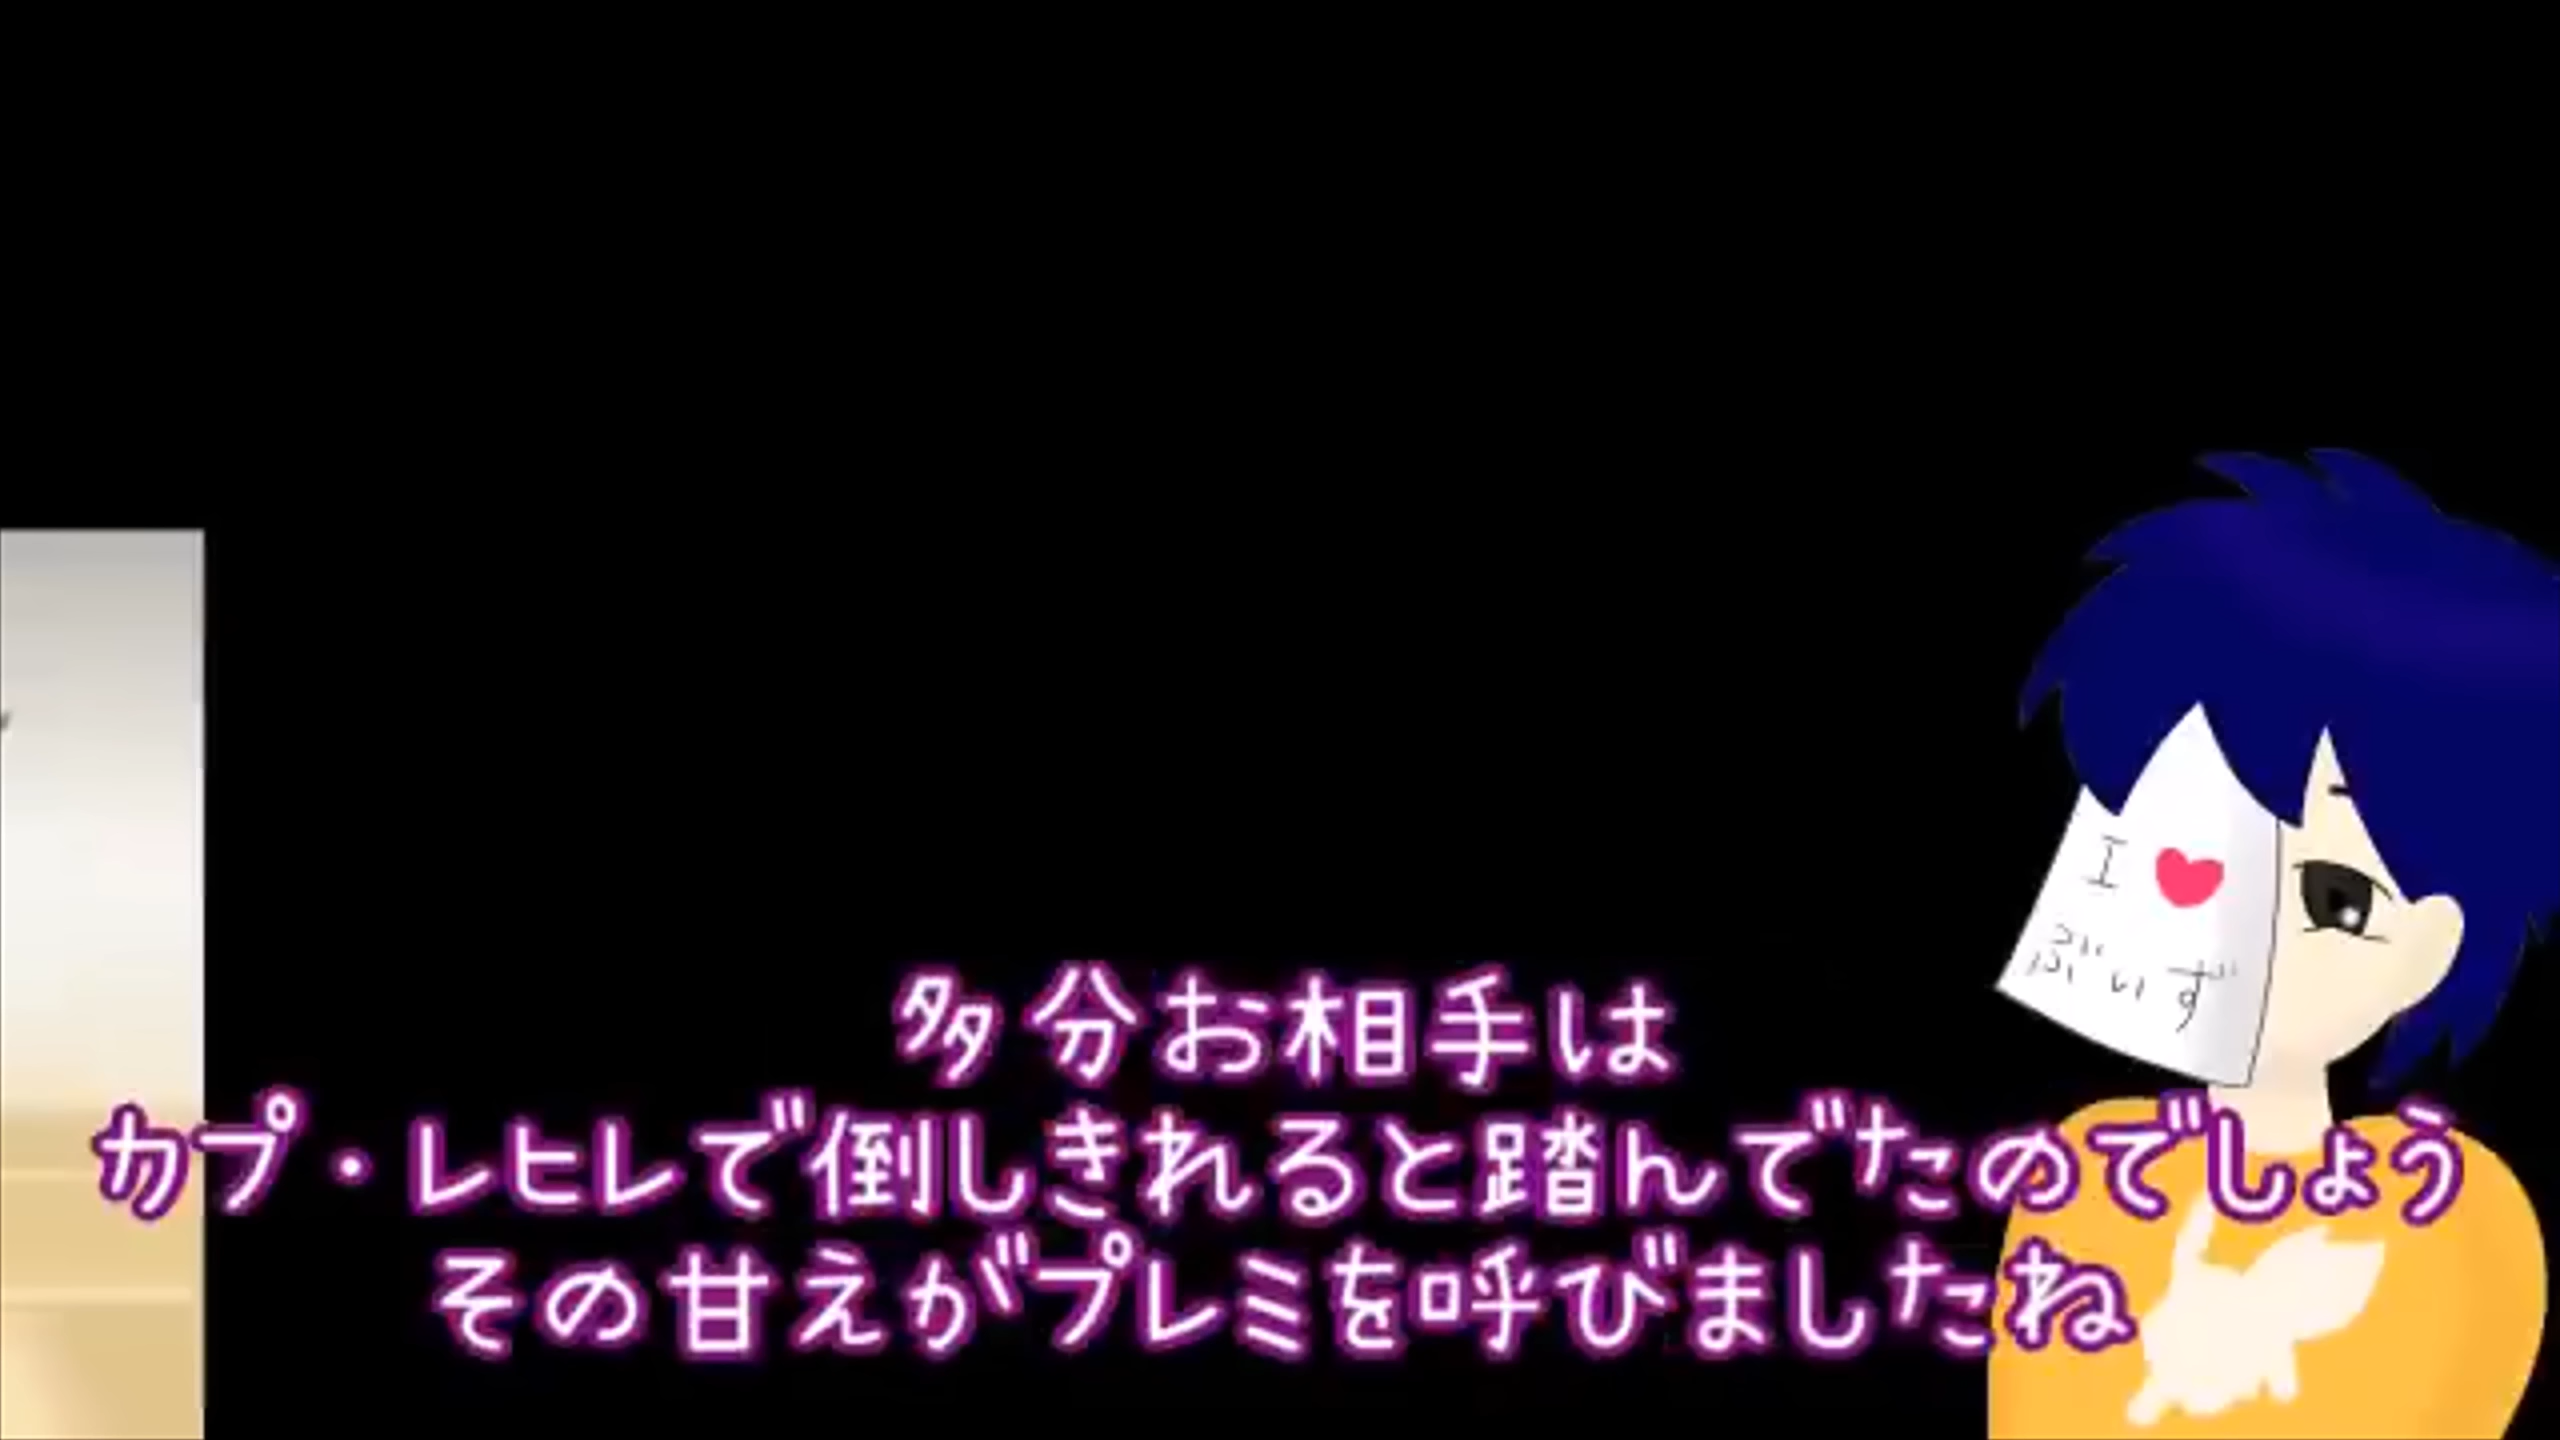 I ♥
ぶいず
多分お相手は
カプ・レヒレで倒しきれると踏んでたのでしょう
その甘えがプレミを呼びましたね